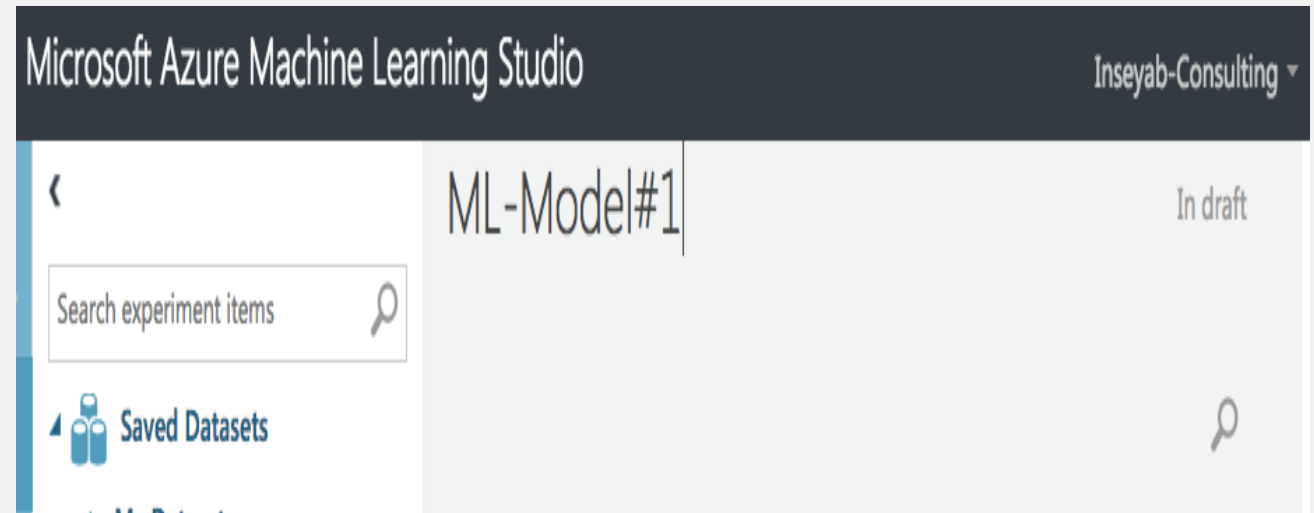 Microsoft Azure Machine Learning Studio
Inseyab-Consulting
ML-Model#1
In draft
Search experiment items
Saved Datasets